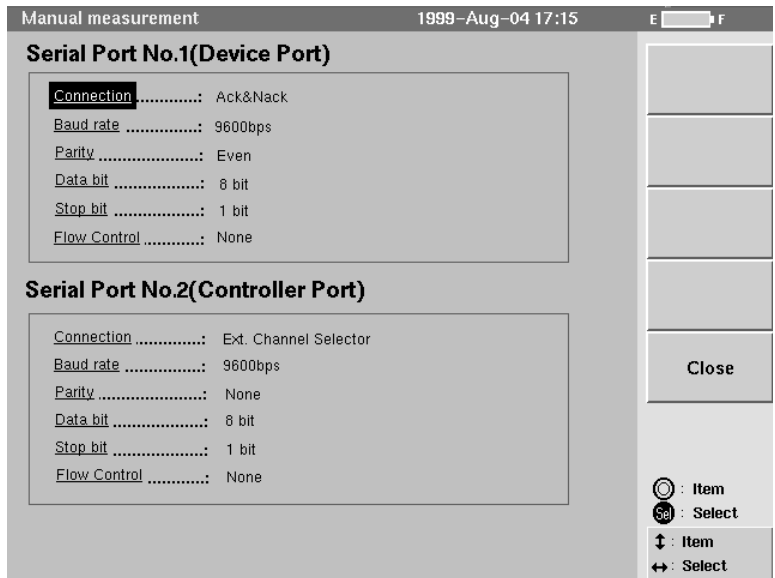 Manual measurement 1999-Aug-04 17:15 E F
Serial Port No.1(Device Port)
Connection.............: Ack&Nack
Baud rate ..............: 9600bps
Parity....................: Even
Data bit .................: 8 bit
Stop bit .................: 1 bit
Flow Control...........: None
Serial Port No.2(Controller Port)
Connection.............: Ext. Channel Selector
Baud rate ..............: 9600bps
Parity....................: None
Data bit .................: 8 bit
Stop bit .................: 1 bit
Flow Control ...........: None
Close
: Item
Sel : Select
↕ : Item
↔ : Select